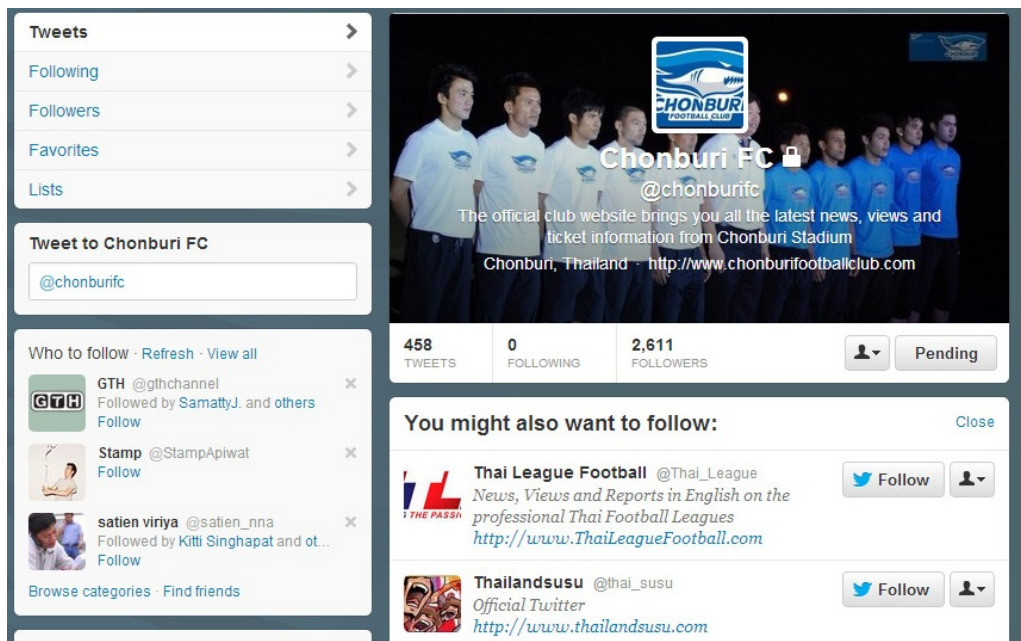 Tweets
Following
Followers
Favorites
Lists
Tweet to Chonburi FC
@chonburifc
Who to follow · Refresh · View all
GTH @gthchannel
Followed by SamattyJ. and others
Follow
GTH
Stamp @StampApiwat
Follow
satien viriya @satien_nna
Followed by Kitti Singhapat and ot...
Follow
Browse categories · Find friends
CHONBURI
FOOTBALL CLUB
Chonburi FC
@chonburifc
The official club website brings you all the latest news, views and
ticket information from Chonburi Stadium
Chonburi, Thailand · http://www.chonburifootballclub.com
458 0 2,611
TWEETS FOLLOWING FOLLOWERS
Pending
You might also want to follow: Close
Thai League Football @Thai_League
News, Views and Reports in English on the
professional Thai Football Leagues
http://www.ThaiLeagueFootball.com
Follow
TL
THE PASSI
Thailandsusu @thai_susu
Official Twitter
http://www.thailandsusu.com
Follow